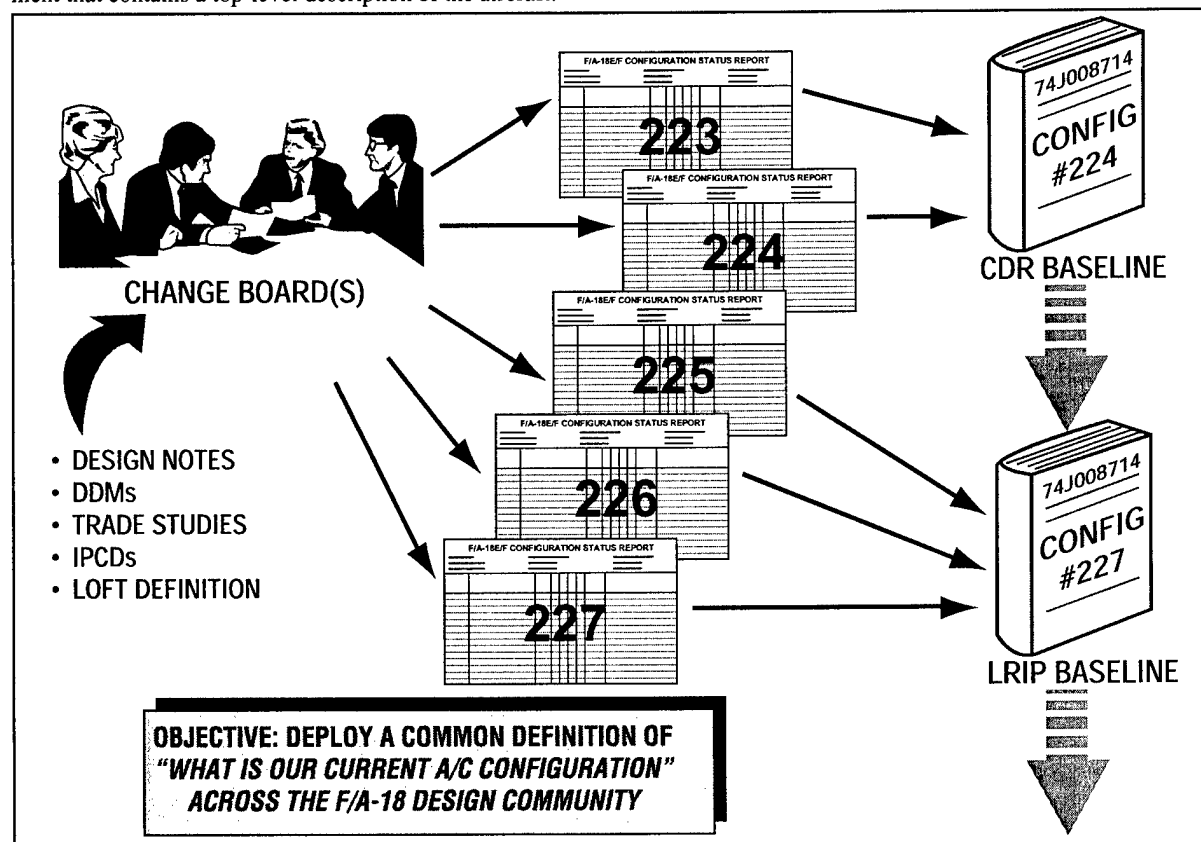 ment that contains a top-level description of the aircraft.
F/A-18E/F CONFIGURATION STATUS REPORT
223
F/A-18E/F CONFIGURATION STATUS REPORT
224
F/A-18E/F CONFIGURATION STATUS REPORT
225
F/A-18E/F CONFIGURATION STATUS REPORT
226
F/A-18E/F CONFIGURATION STATUS REPORT
227
74J008714
CONFIG
#224
CDR BASELINE
CHANGE BOARD(S)
• DESIGN NOTES
• DDMs
• TRADE STUDIES
• IPCDs
• LOFT DEFINITION
74J008714
CONFIG
#227
LRIP BASELINE
OBJECTIVE: DEPLOY A COMMON DEFINITION OF
"WHAT IS OUR CURRENT A/C CONFIGURATION"
ACROSS THE F/A-18 DESIGN COMMUNITY